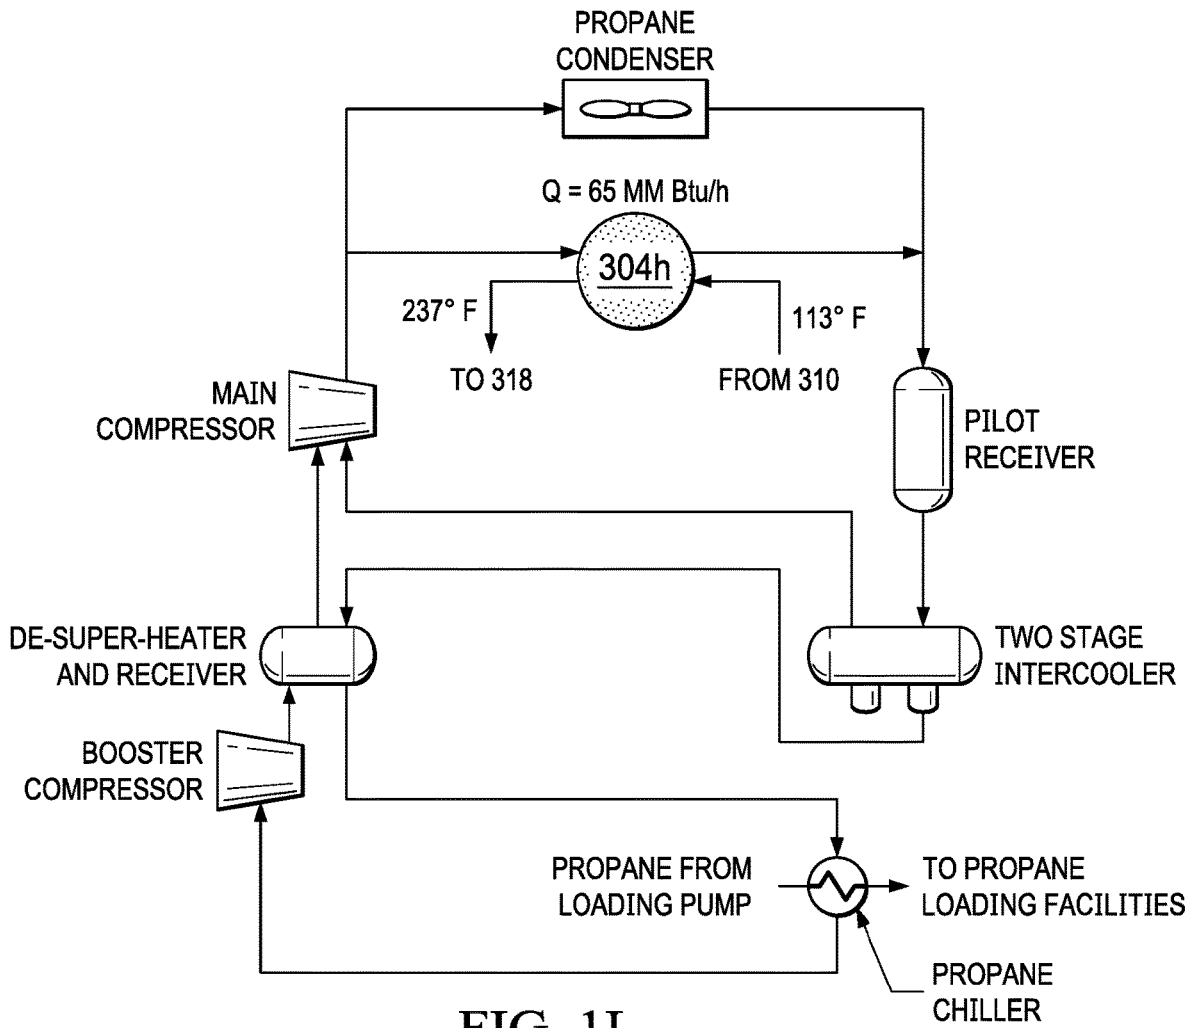 PROPANE
CONDENSER
Q = 65 MM Btu/h
304h
237° F
113° F
TO 318
FROM 310
MAIN
COMPRESSOR
PILOT
RECEIVER
DE-SUPER-HEATER
AND RECEIVER
TWO STAGE
INTERCOOLER
BOOSTER
COMPRESSOR
PROPANE FROM
LOADING PUMP
TO PROPANE
LOADING FACILITIES
PROPANE
CHILLER
FIG.